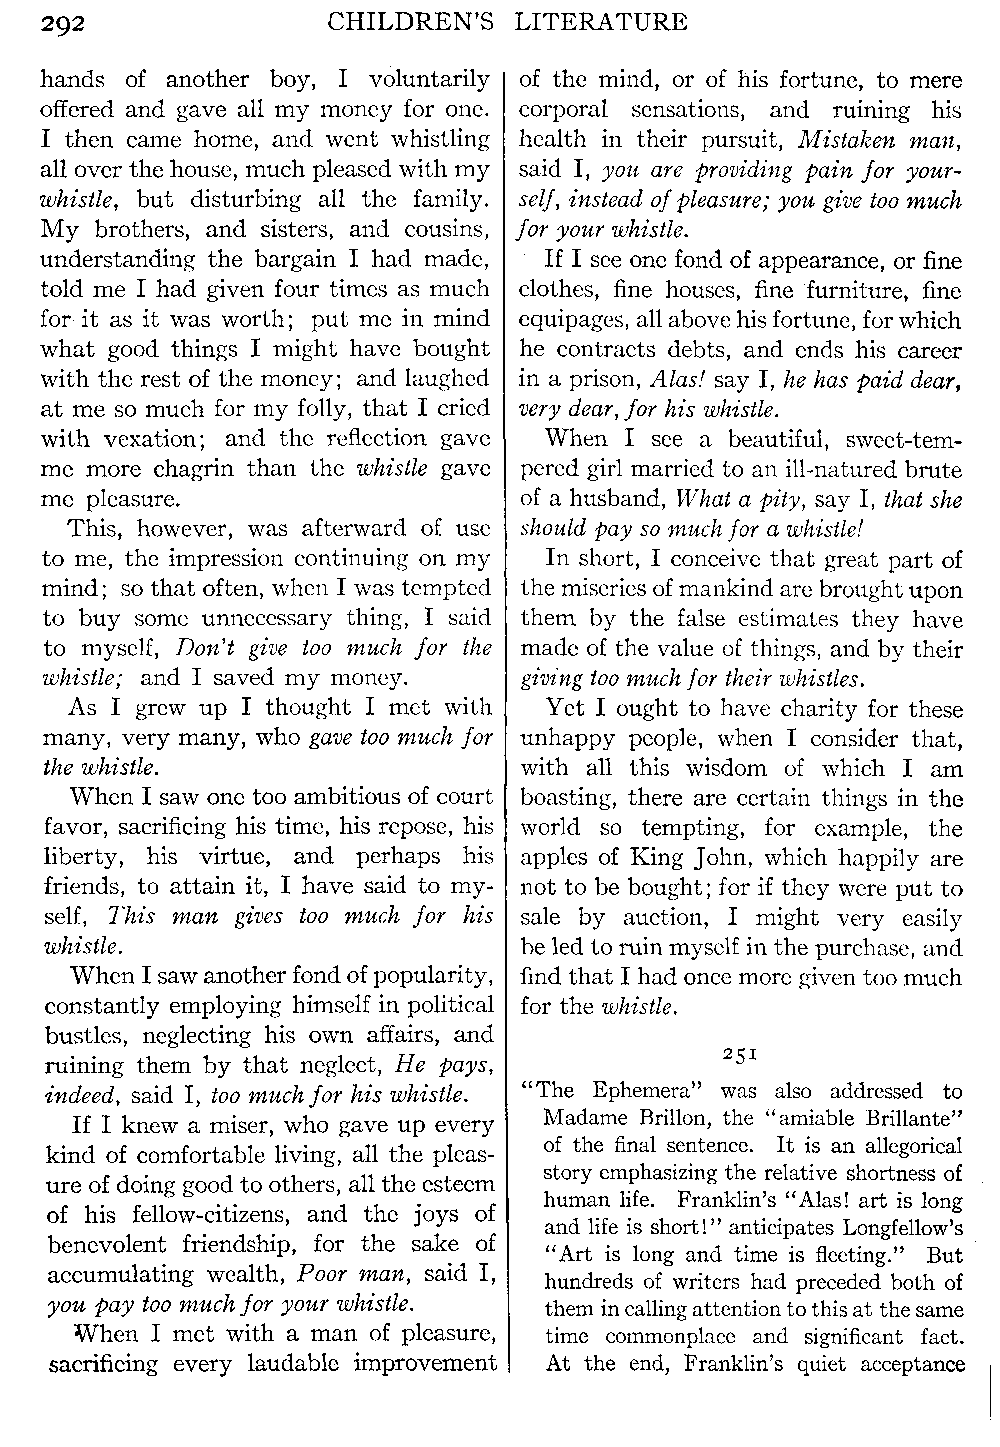 292
CHILDREN'S LITERATURE
hands of another boy, I voluntarily
offered and gave all my money for one.
I then came home, and went whistling
all over the house, much pleased with my
whistle, but disturbing all the family.
My brothers, and sisters, and cousins,
understanding the bargain I had made,
told me I had given four times as much
for it as it was worth; put me in mind
what good things I might have bought
with the rest of the money; and laughed
at me so much for my folly, that I cried
with vexation; and the reflection gave
me more chagrin than the whistle gave
me pleasure.
This, however, was afterward of use
to me, the impression continuing on my
mind; so that often, when I was tempted
to buy some unnecessary thing, I said
to myself, Don't give too much for the
whistle; and I saved my money.
As I grew up I thought I met with
many, very many, who gave too much for
the whistle.
When I saw one too ambitious of court
favor, sacrificing his time, his repose, his
liberty, his virtue, and perhaps his
friends, to attain it, I have said to my-
self, This man gives too much for his
whistle.
When I saw another fond of popularity,
constantly employing himself in political
bustles, neglecting his own affairs, and
ruining them by that neglect, He pays,
indeed, said I, too much for his whistle.
If I knew a miser, who gave up every
kind of comfortable living, all the pleas-
ure of doing good to others, all the esteem
of his fellow-citizens, and the joys of
benevolent friendship, for the sake of
accumulating wealth, Poor man, said I,
you pay too much for your whistle.
When I met with a man of pleasure,
sacrificing every laudable improvement
of the mind, or of his fortune, to mere
corporal sensations, and ruining his
health in their pursuit, Mistaken man,
said I, you are providing pain for your-
self, instead of pleasure; you give too much
for your whistle.
If I see one fond of appearance, or fine
clothes, fine houses, fine furniture, fine
equipages, all above his fortune, for which
he contracts debts, and ends his career
in a prison, Alas! say I, he has paid dear,
very dear, for his whistle.
When I see a beautiful, sweet-tem-
pered girl married to an ill-natured brute
of a husband, What a pity, say I, that she
should pay so much for a whistle!
In short, I conceive that great part of
the miseries of mankind are brought upon
them by the false estimates they have
made of the value of things, and by their
giving too much for their whistles.
Yet I ought to have charity for these
unhappy people, when I consider that,
with all this wisdom of which I am
boasting, there are certain things in the
world so tempting, for example, the
apples of King John, which happily are
not to be bought; for if they were put to
sale by auction, I might very easily
be led to ruin myself in the purchase, and
find that I had once more given too much
for the whistle.
251
"The Ephemera" was also addressed to
Madame Brillon, the "amiable Brillante"
of the final sentence. It is an allegorical
story emphasizing the relative shortness of
human life. Franklin's "Alas! art is long
and life is short!" anticipates Longfellow's
"Art is long and time is fleeting." But
hundreds of writers had preceded both of
them in calling attention to this at the same
time commonplace and significant fact.
At the end, Franklin's quiet acceptance